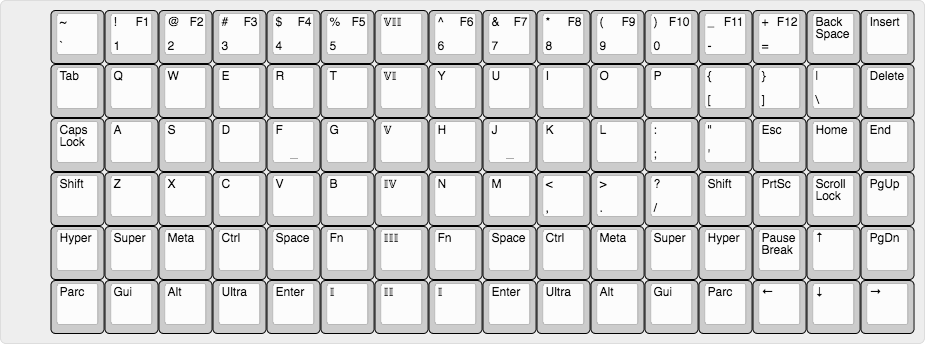 ~ ! F1 @ F2 # F3 $ F4 % F5 𝕍𝕀𝕀𝕀 ^ F6 & F7 * F8 ( F9 ) F10 _ F11 + F12 Back Insert
Space
` 1 2 3 4 5 6 7 8 9 0 - =
Tab Q W E R T 𝕍𝕀 Y U I O P { } | Delete
[ ] \
Caps A S D F G 𝕍 H J K L : " Esc Home End
Lock
_ _ ; '
Shift Z X C V B 𝕀𝕍 N M < > ? Shift PrtSc Scroll PgUp
Lock
, . /
Hyper Super Meta Ctrl Space Fn 𝕀𝕀𝕀 Fn Space Ctrl Meta Super Hyper Pause ↑ PgDn
Break
Parc Gui Alt Ultra Enter 𝕀 𝕀𝕀 𝕀 Enter Ultra Alt Gui Parc ← ↓ →